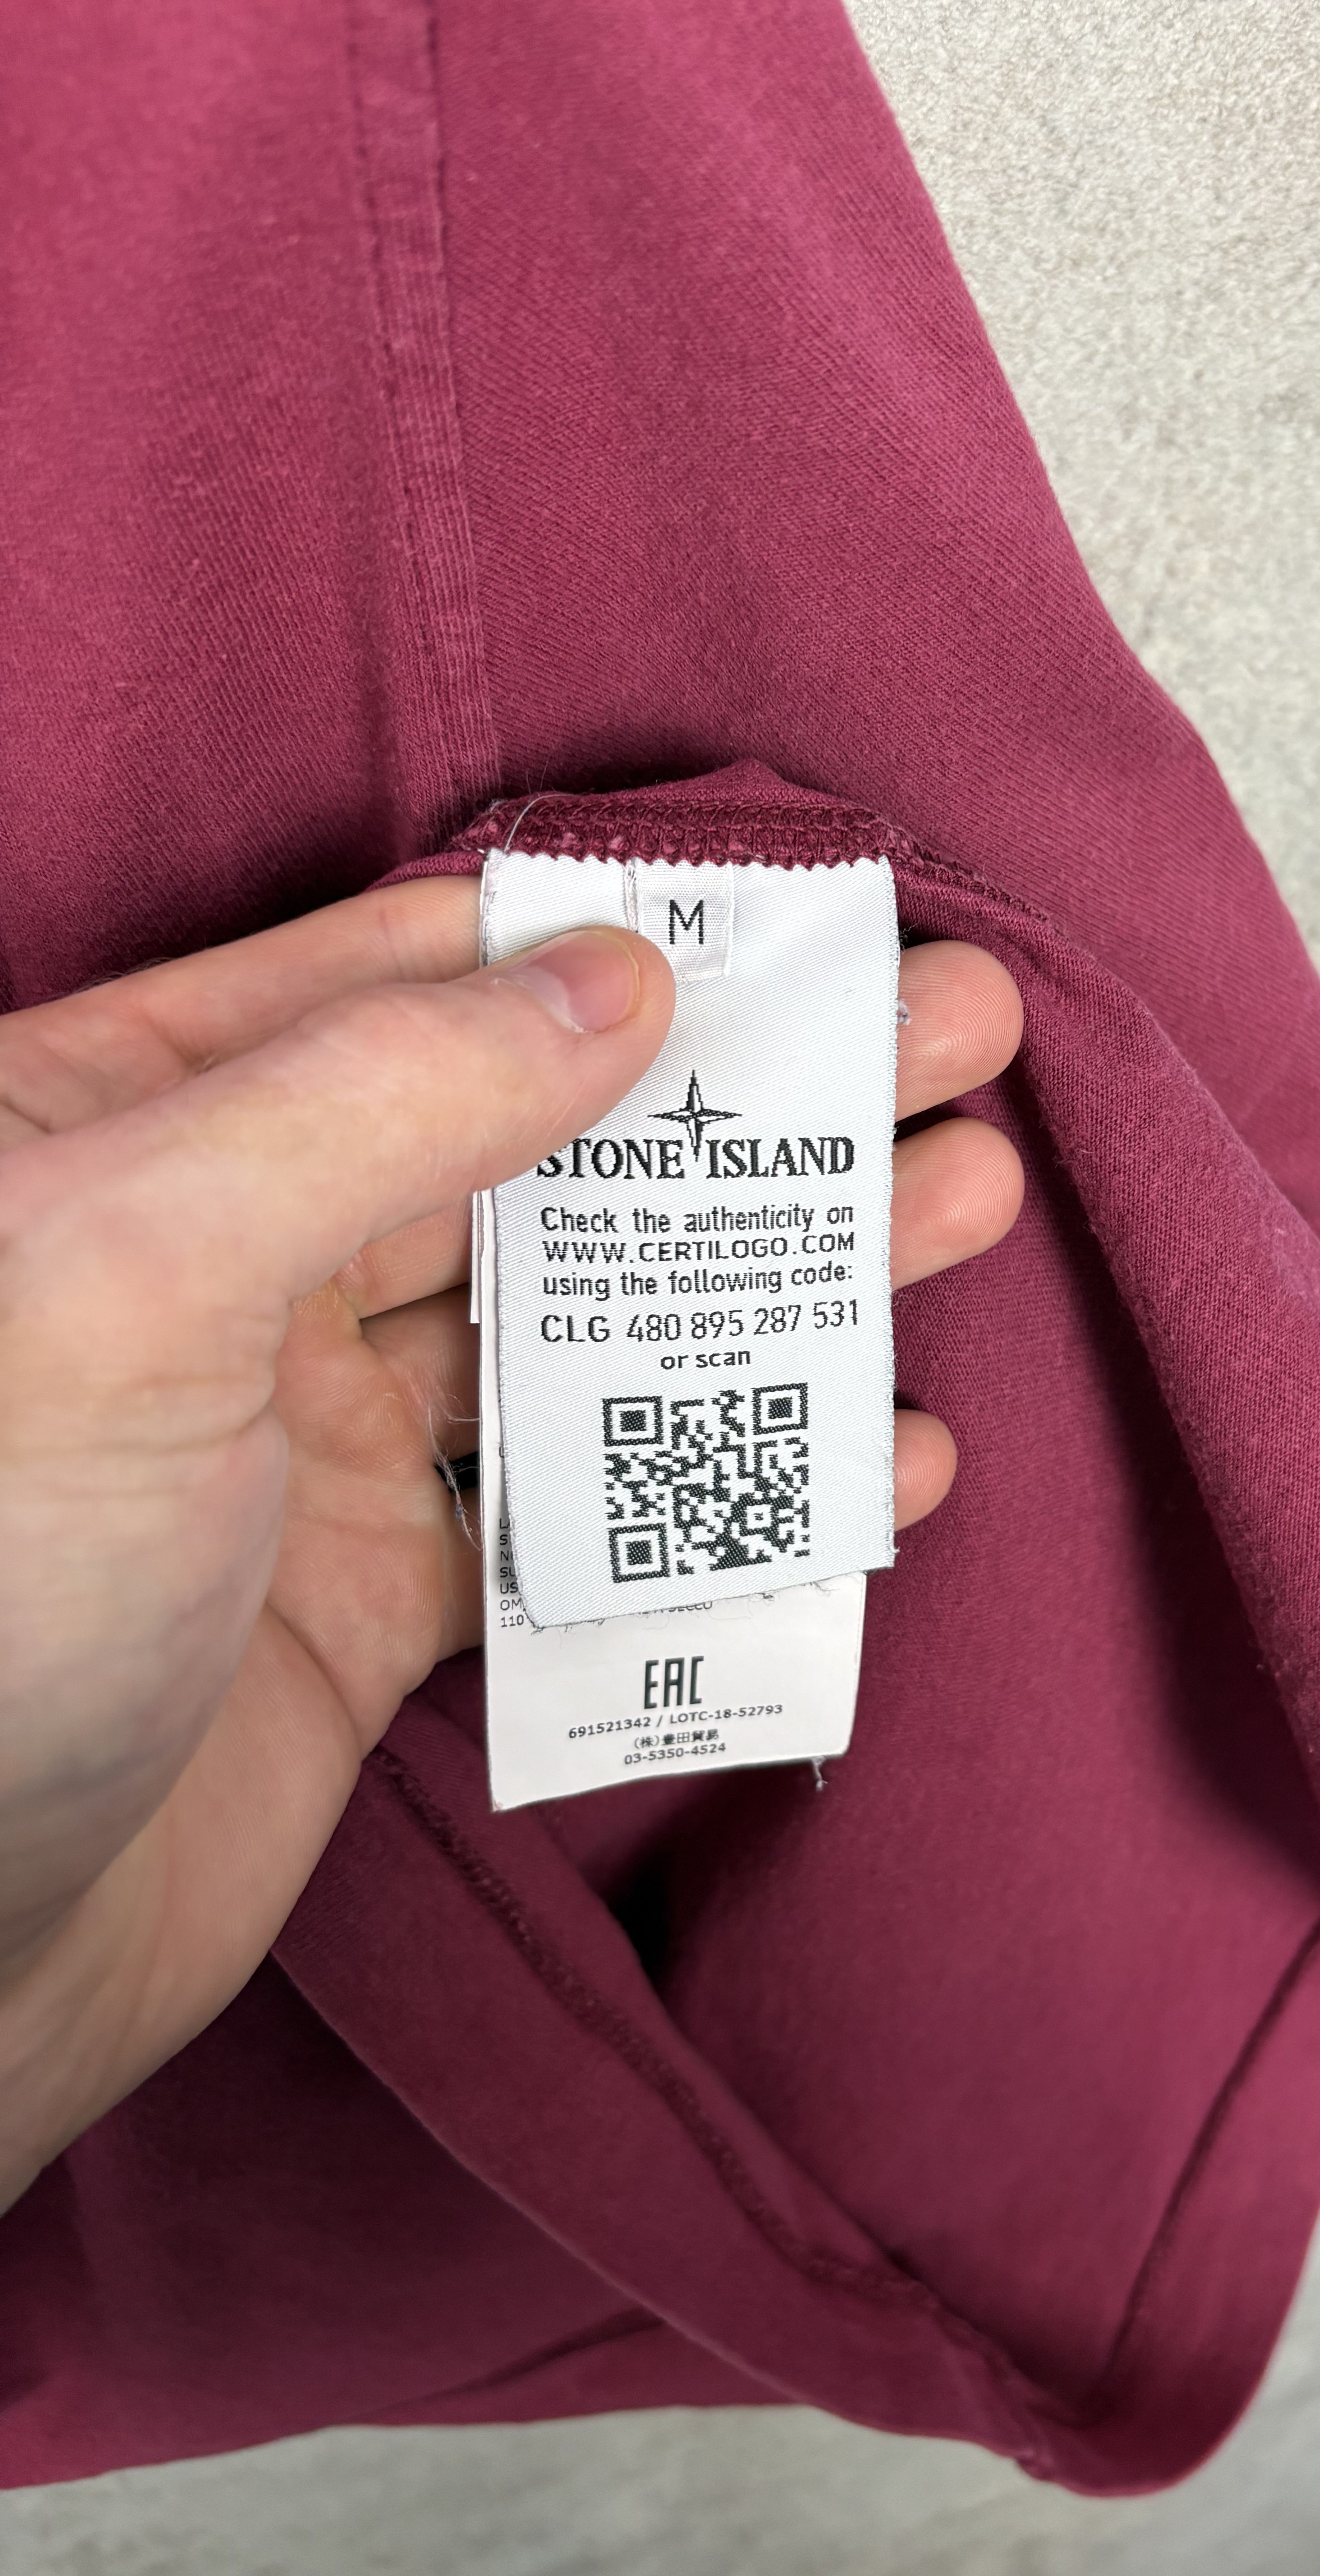 M
STONE ISLAND
Check the authenticity on
WWW.CERTILOGO.COM
using the following code:
CLG 480 895 287 531
or scan
110
EAC
691521342 / LOTC-18-52793
(株)豊田貿易
03-5350-4524